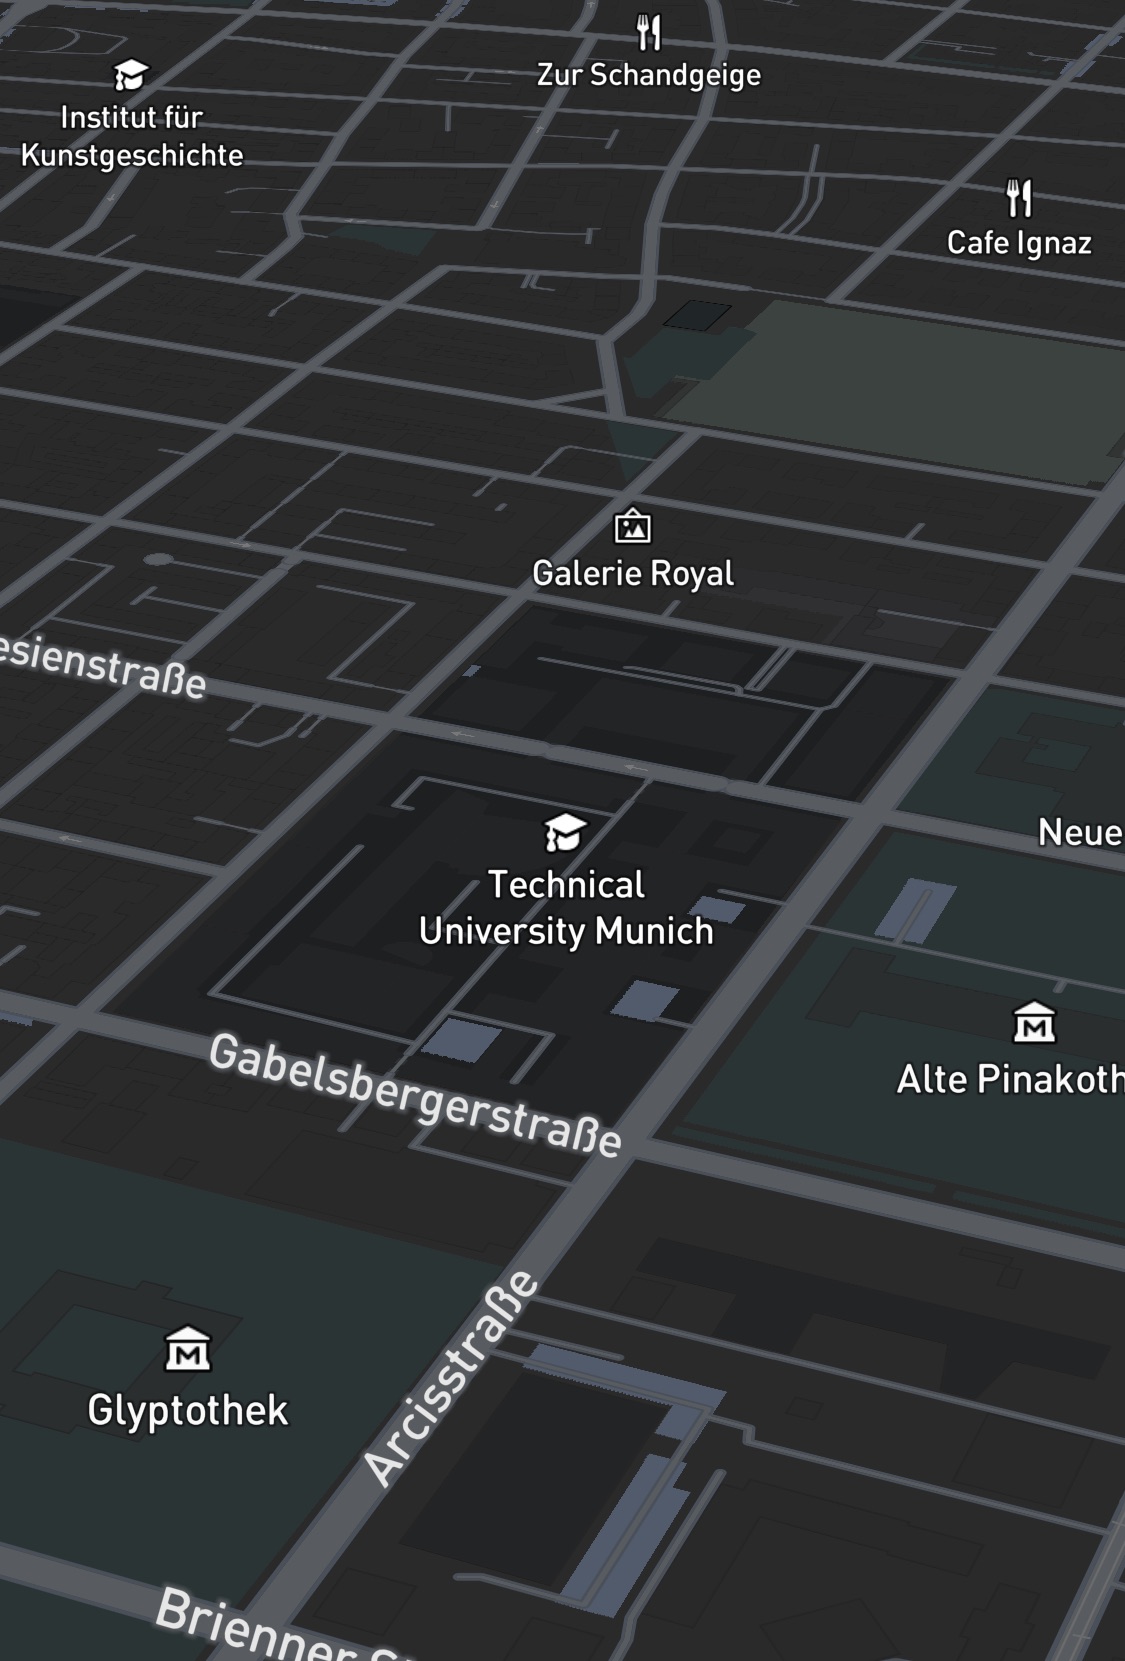 Zur Schandgeige
Institut für
Kunstgeschichte
Cafe Ignaz
Galerie Royal
esienstraße
Neue
Technical
University Munich
Gabelsbergerstraße
Alte Pinakoth
Arcisstraße
Glyptothek
Brienner